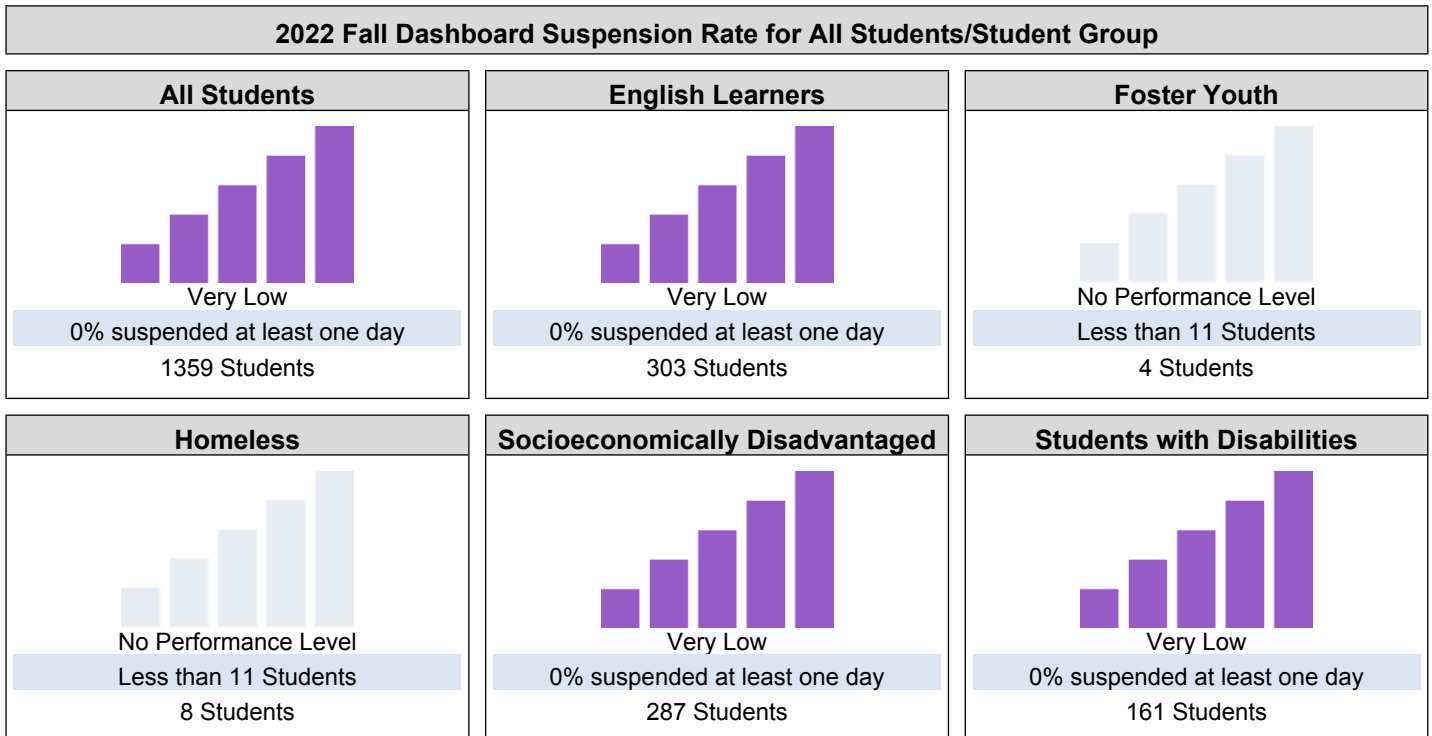 2022 Fall Dashboard Suspension Rate for All Students/Student Group
All Students
Very Low
0% suspended at least one day
1359 Students
English Learners
Very Low
0% suspended at least one day
303 Students
Foster Youth
No Performance Level
Less than 11 Students
4 Students
Homeless
No Performance Level
Less than 11 Students
8 Students
Socioeconomically Disadvantaged
Very Low
0% suspended at least one day
287 Students
Students with Disabilities
Very Low
0% suspended at least one day
161 Students